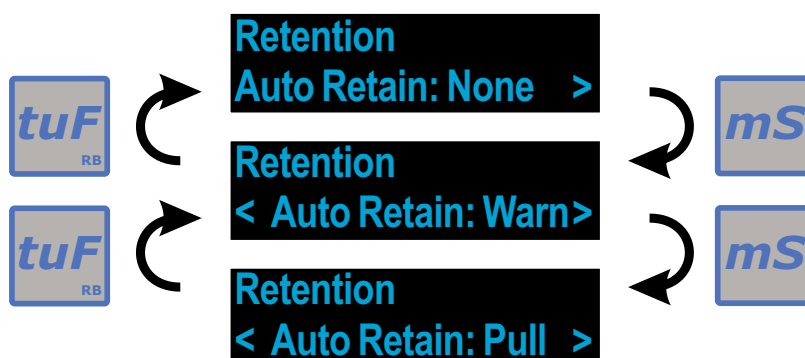 Retention
Auto Retain: None >
tuF
RB
mS
Retention
< Auto Retain: Warn>
tuF
RB
mS
Retention
< Auto Retain: Pull >